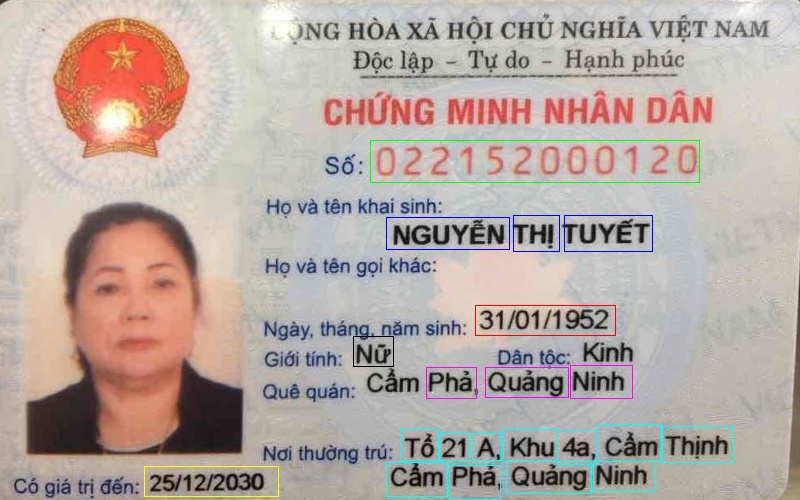 CỘNG HÒA XÃ HỘI CHỦ NGHĨA VIỆT NAM
Độc lập - Tự do - Hạnh phúc
CHỨNG MINH NHÂN DÂN
Số: 022152000120
Họ và tên khai sinh:
NGUYỄN THỊ TUYẾT
Họ và tên gọi khác:
Ngày, tháng, năm sinh: 31/01/1952
Giới tính: Nữ Dân tộc: Kinh
Quê quán: Cẩm Phả, Quảng Ninh
Nơi thường trú: Tổ 21 A, Khu 4a, Cẩm Thịnh
Cẩm Phả, Quảng Ninh
Có giá trị đến: 25/12/2030